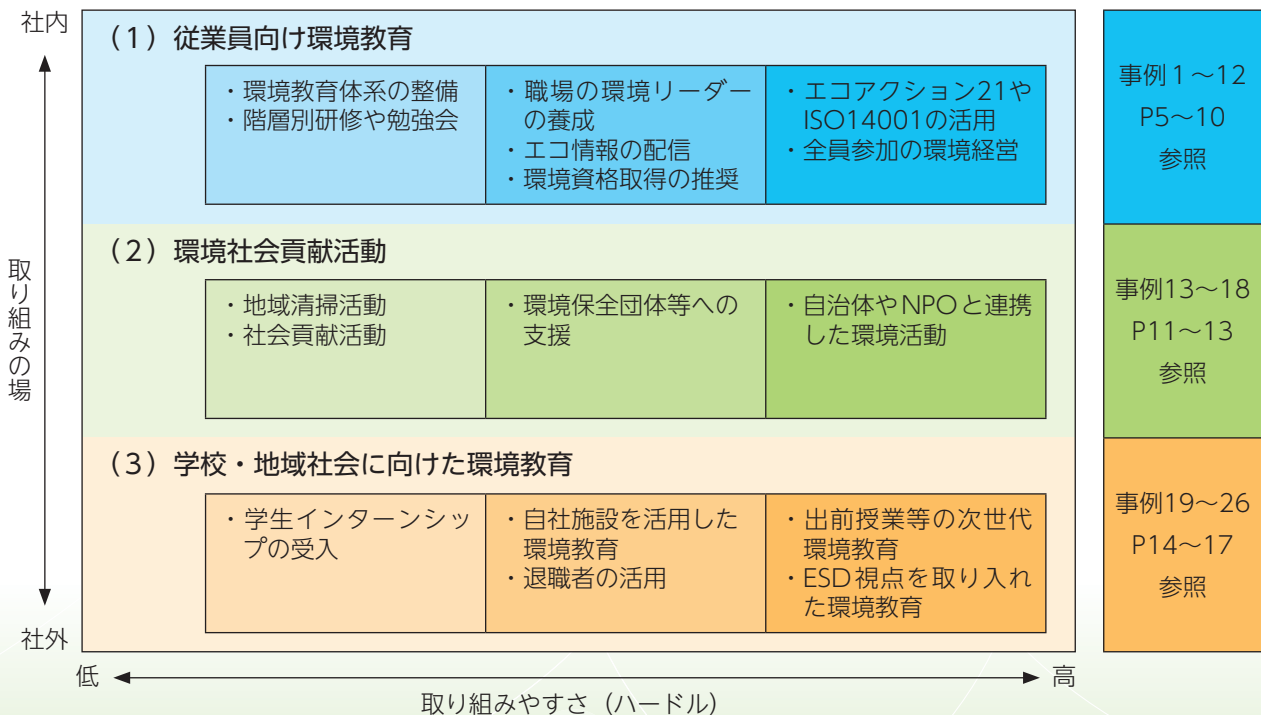 社内
(1)従業員向け環境教育
・環境教育体系の整備
・階層別研修や勉強会
・職場の環境リーダー
の養成
・エコ情報の配信
・環境資格取得の推奨
・エコアクション21や
ISO14001の活用
・全員参加の環境経営
事例1〜12
P5〜10
参照
取り組みの場
(2)環境社会貢献活動
・地域清掃活動
・社会貢献活動
・環境保全団体等への
支援
・自治体やNPOと連携
した環境活動
事例13〜18
P11〜13
参照
(3)学校・地域社会に向けた環境教育
・学生インターンシッ
プの受入
・自社施設を活用した
環境教育
・退職者の活用
・出前授業等の次世代
環境教育
・ESD視点を取り入れ
た環境教育
事例19〜26
P14〜17
参照
社外
低
高
取り組みやすさ(ハードル)